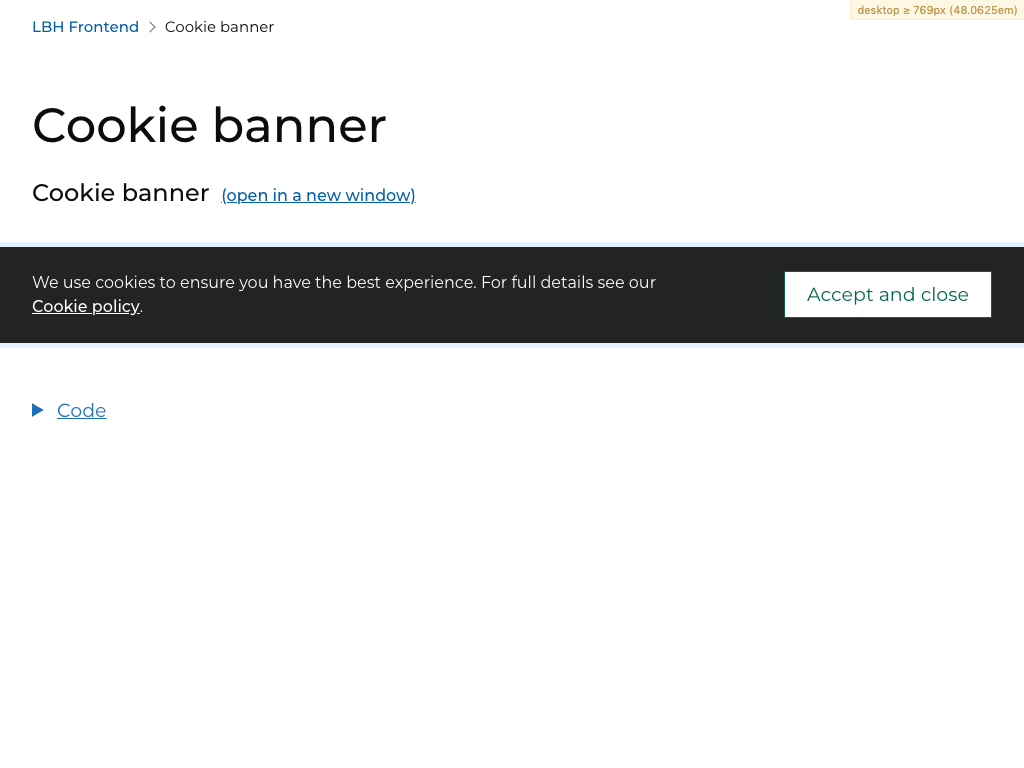 desktop ≥ 769px (48.0625em)
LBH Frontend Cookie banner
Cookie banner
Cookie banner (open in a new window)
We use cookies to ensure you have the best experience. For full details see our
Cookie policy.
Accept and close
Code